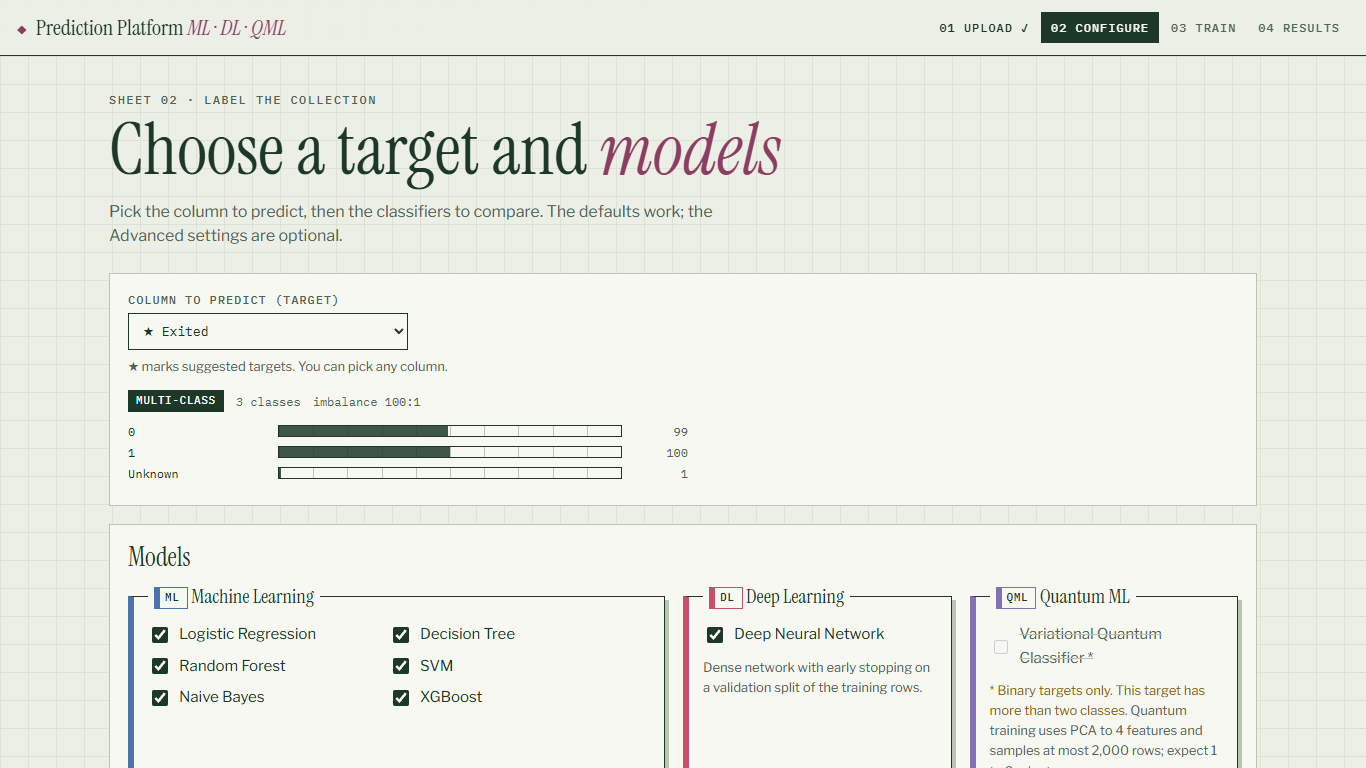 ◆ Prediction Platform ML · DL · QML
01 UPLOAD ✓ 02 CONFIGURE 03 TRAIN 04 RESULTS
SHEET 02 · LABEL THE COLLECTION
Choose a target and models
Pick the column to predict, then the classifiers to compare. The defaults work; the
Advanced settings are optional.
COLUMN TO PREDICT (TARGET)
★ Exited
★ marks suggested targets. You can pick any column.
MULTI-CLASS 3 classes imbalance 100:1
0 99
1 100
Unknown 1
Models
ML Machine Learning
Logistic Regression
Decision Tree
Random Forest
SVM
Naive Bayes
XGBoost
DL Deep Learning
Deep Neural Network
Dense network with early stopping on
a validation split of the training rows.
QML Quantum ML
Variational Quantum
Classifier *
* Binary targets only. This target has
more than two classes. Quantum
training uses PCA to 4 features and
samples at most 2,000 rows; expect 1